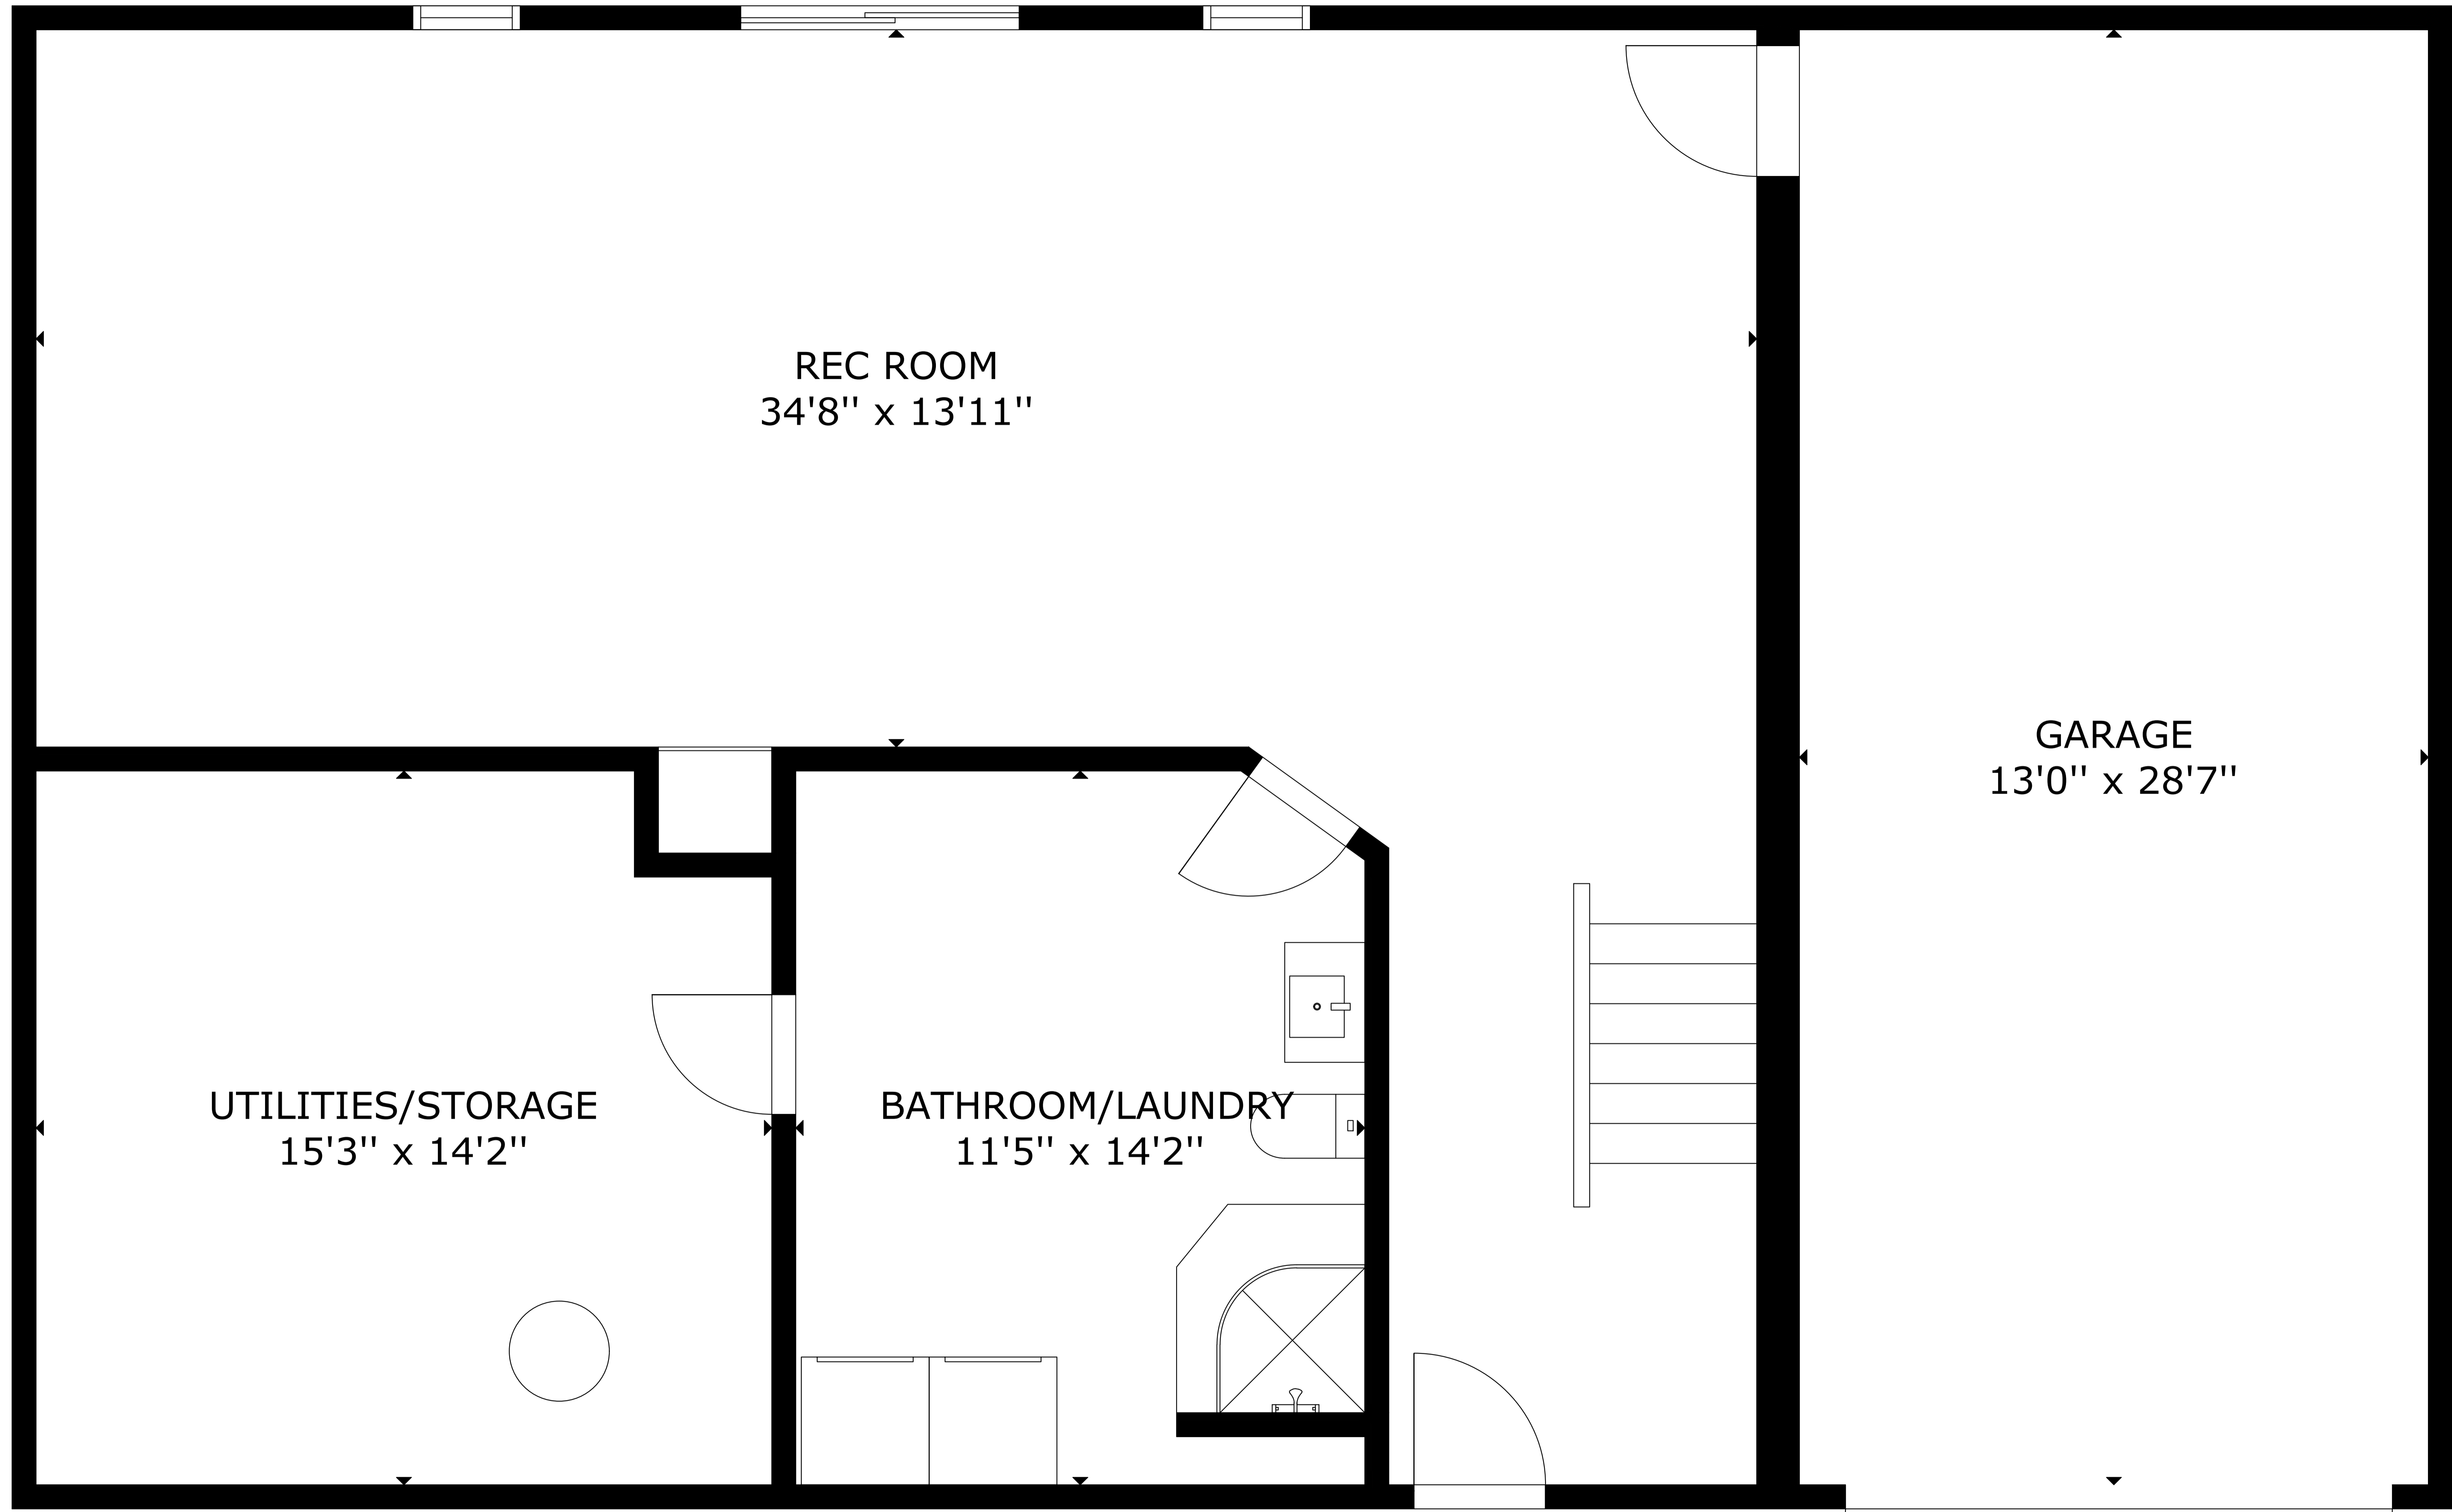 REC ROOM
34'8'' x 13'11''
GARAGE
13'0'' x 28'7''
UTILITIES/STORAGE
15'3'' x 14'2''
BATHROOM/LAUNDRY
11'5'' x 14'2''